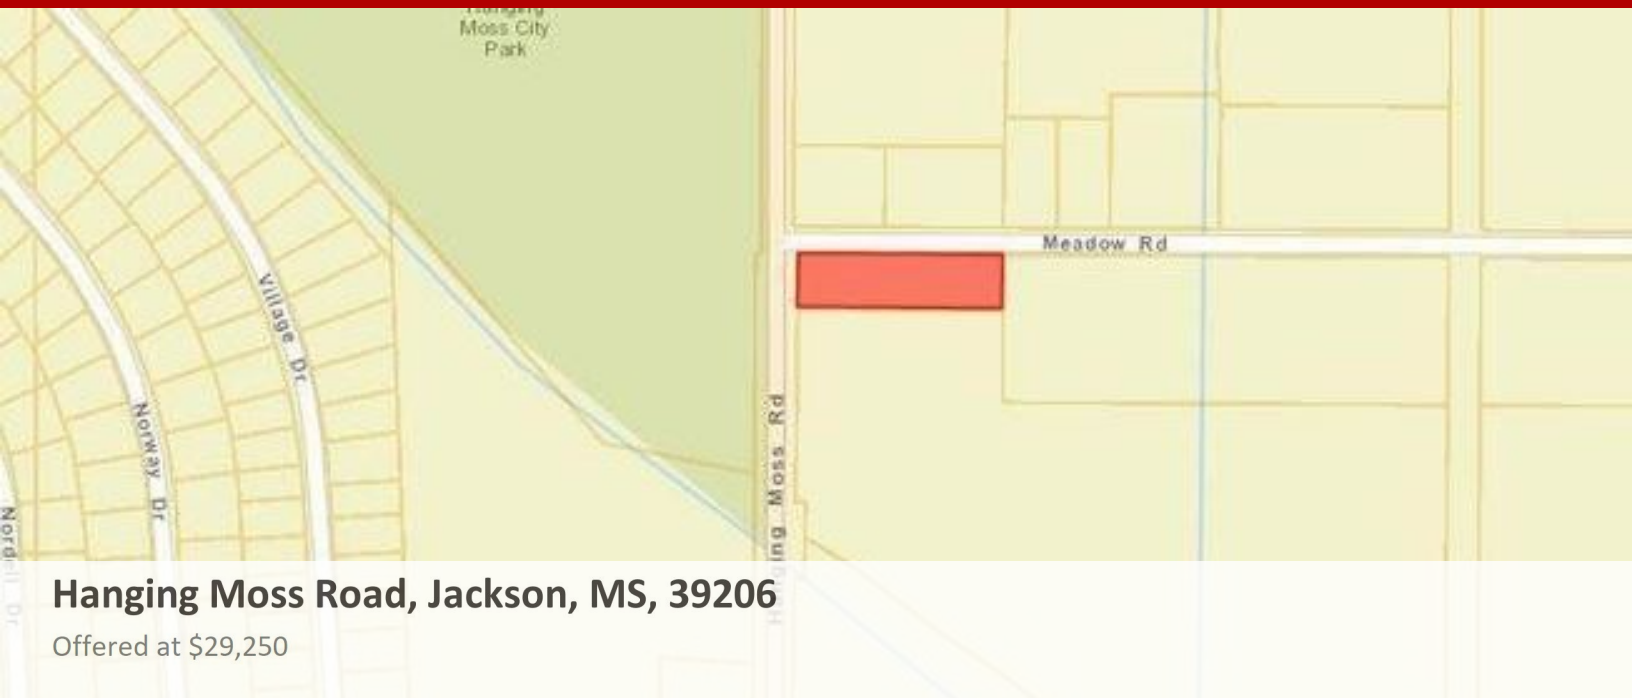 Hanging
Moss City
Park
Meadow Rd
Village Dr
Hanging Moss Rd
Norway Dr
Hanging Moss Road, Jackson, MS, 39206
Offered at $29,250